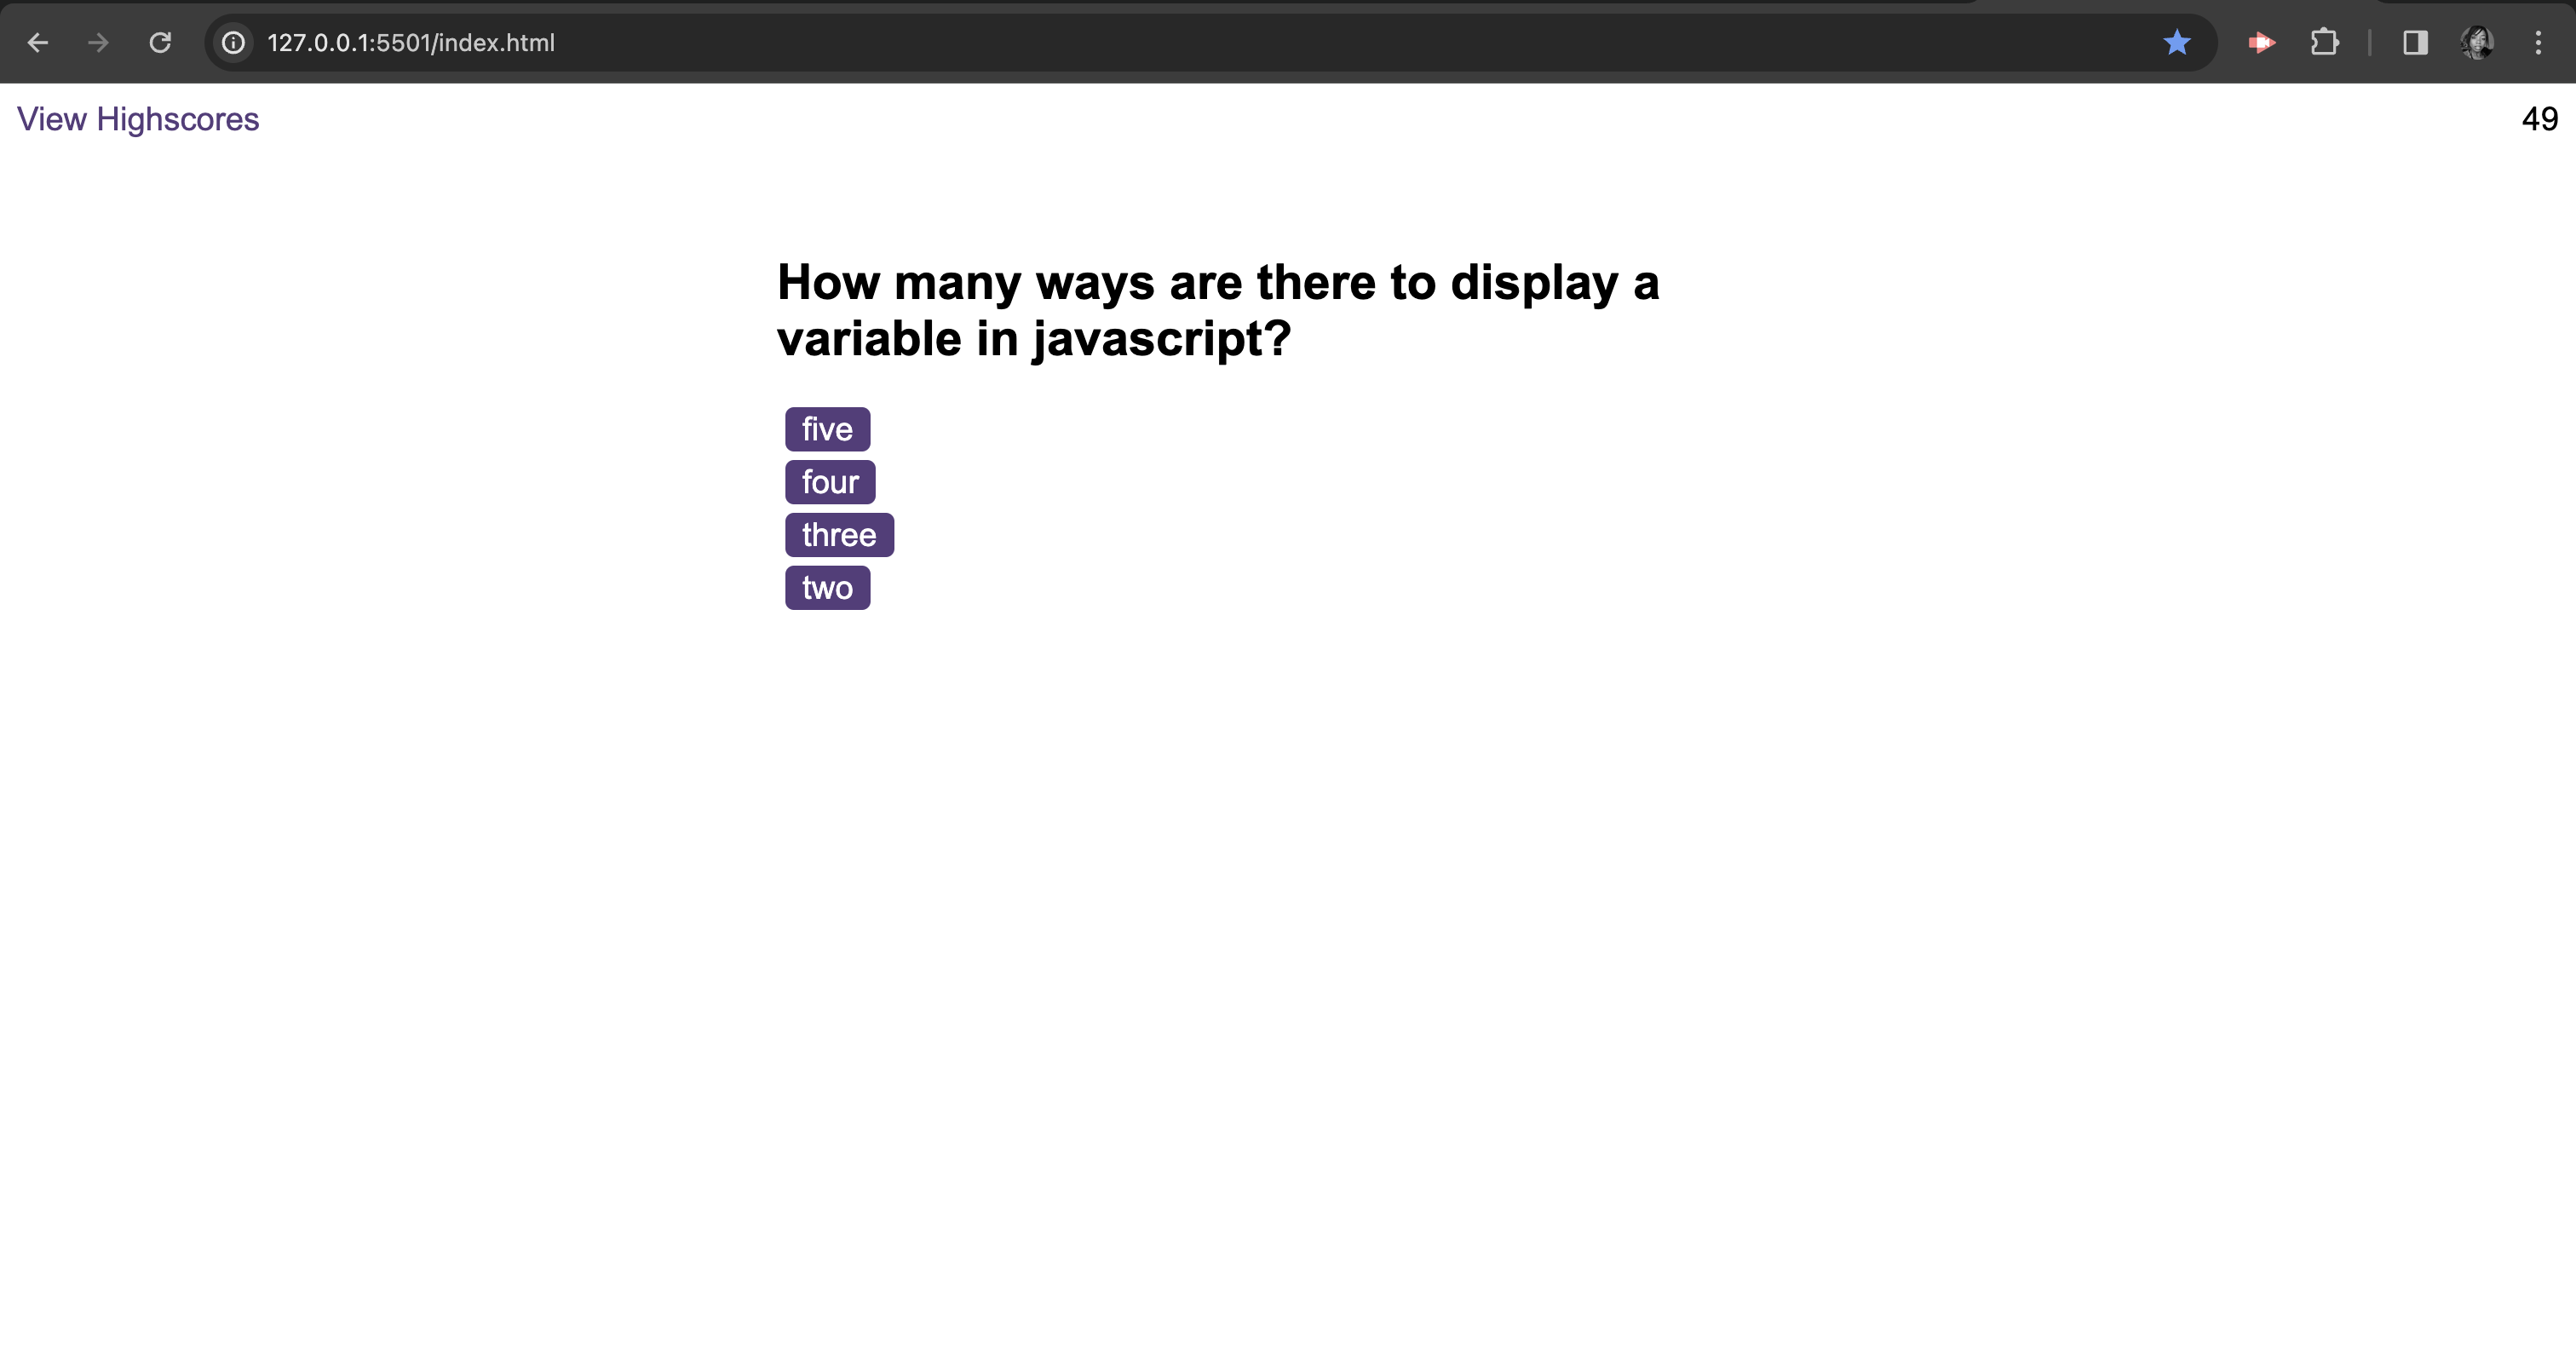 127.0.0.1:5501/index.html
View Highscores
49
How many ways are there to display a
variable in javascript?
five
four
three
two